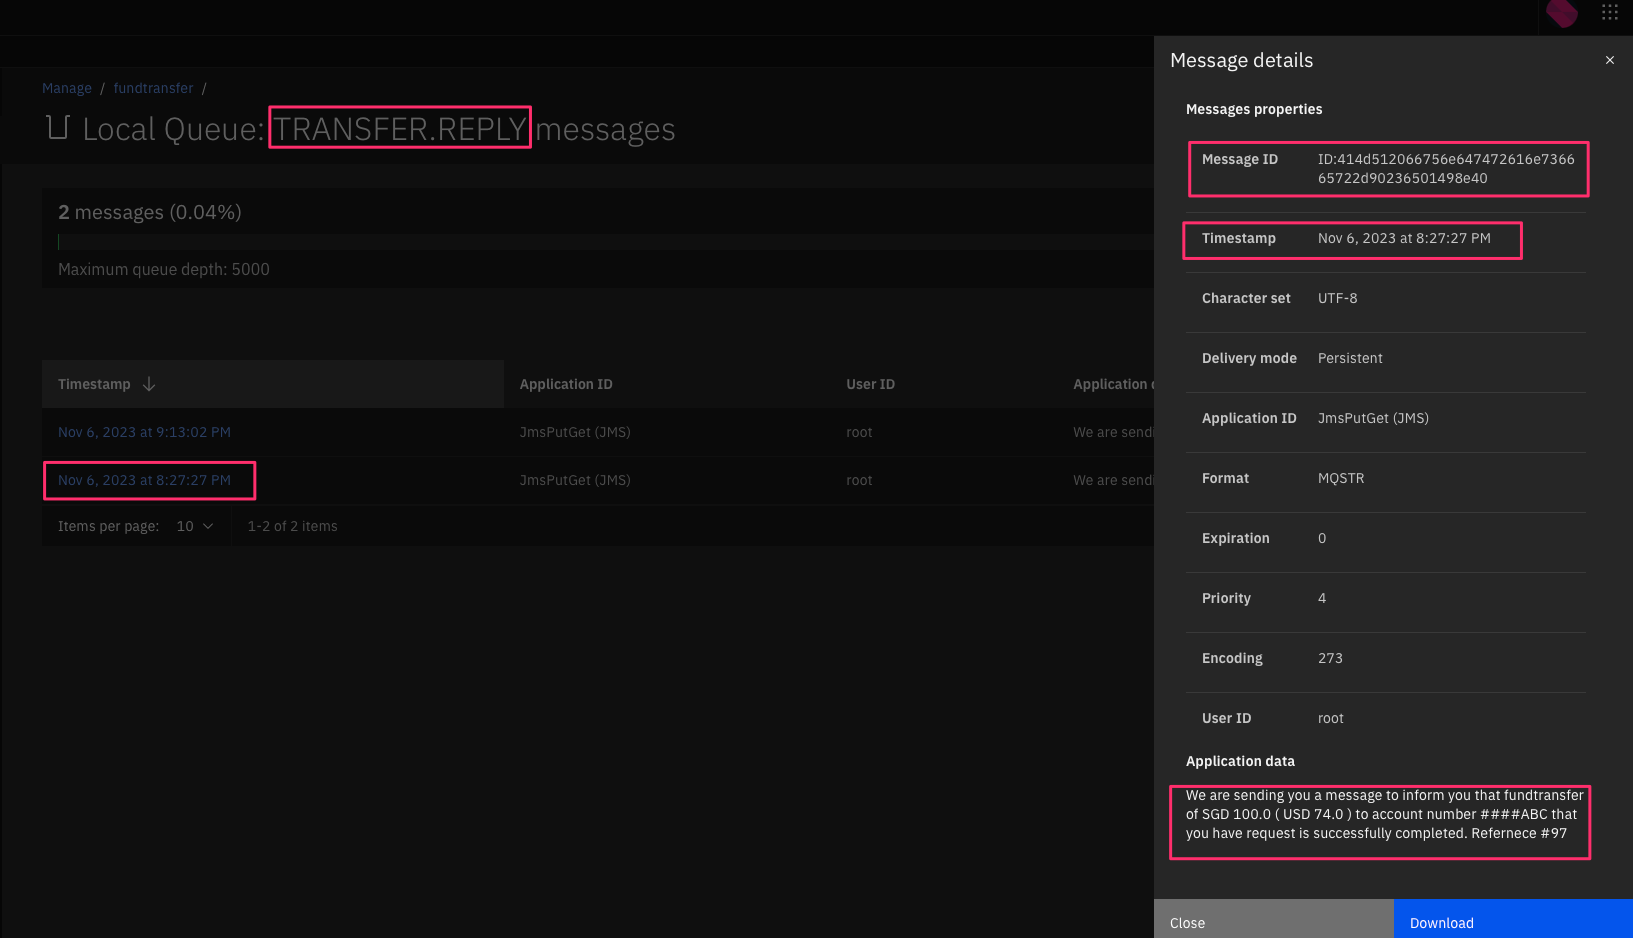 Manage / fundtransfer /
Local Queue: TRANSFER.REPLY messages
2 messages (0.04%)
Maximum queue depth: 5000
Timestamp Application ID User ID Application
Nov 6, 2023 at 9:13:02 PM JmsPutGet (JMS) root We are sendi
Nov 6, 2023 at 8:27:27 PM JmsPutGet (JMS) root We are sendi
Items per page: 10 1-2 of 2 items
Message details
Messages properties
Message ID ID:414d512066756e647472616e7366
65722d90236501498e40
Timestamp Nov 6, 2023 at 8:27:27 PM
Character set UTF-8
Delivery mode Persistent
Application ID JmsPutGet (JMS)
Format MQSTR
Expiration 0
Priority 4
Encoding 273
User ID root
Application data
We are sending you a message to inform you that fundtransfer
of SGD 100.0 ( USD 74.0 ) to account number ####ABC that
you have request is successfully completed. Refernece #97
Close Download